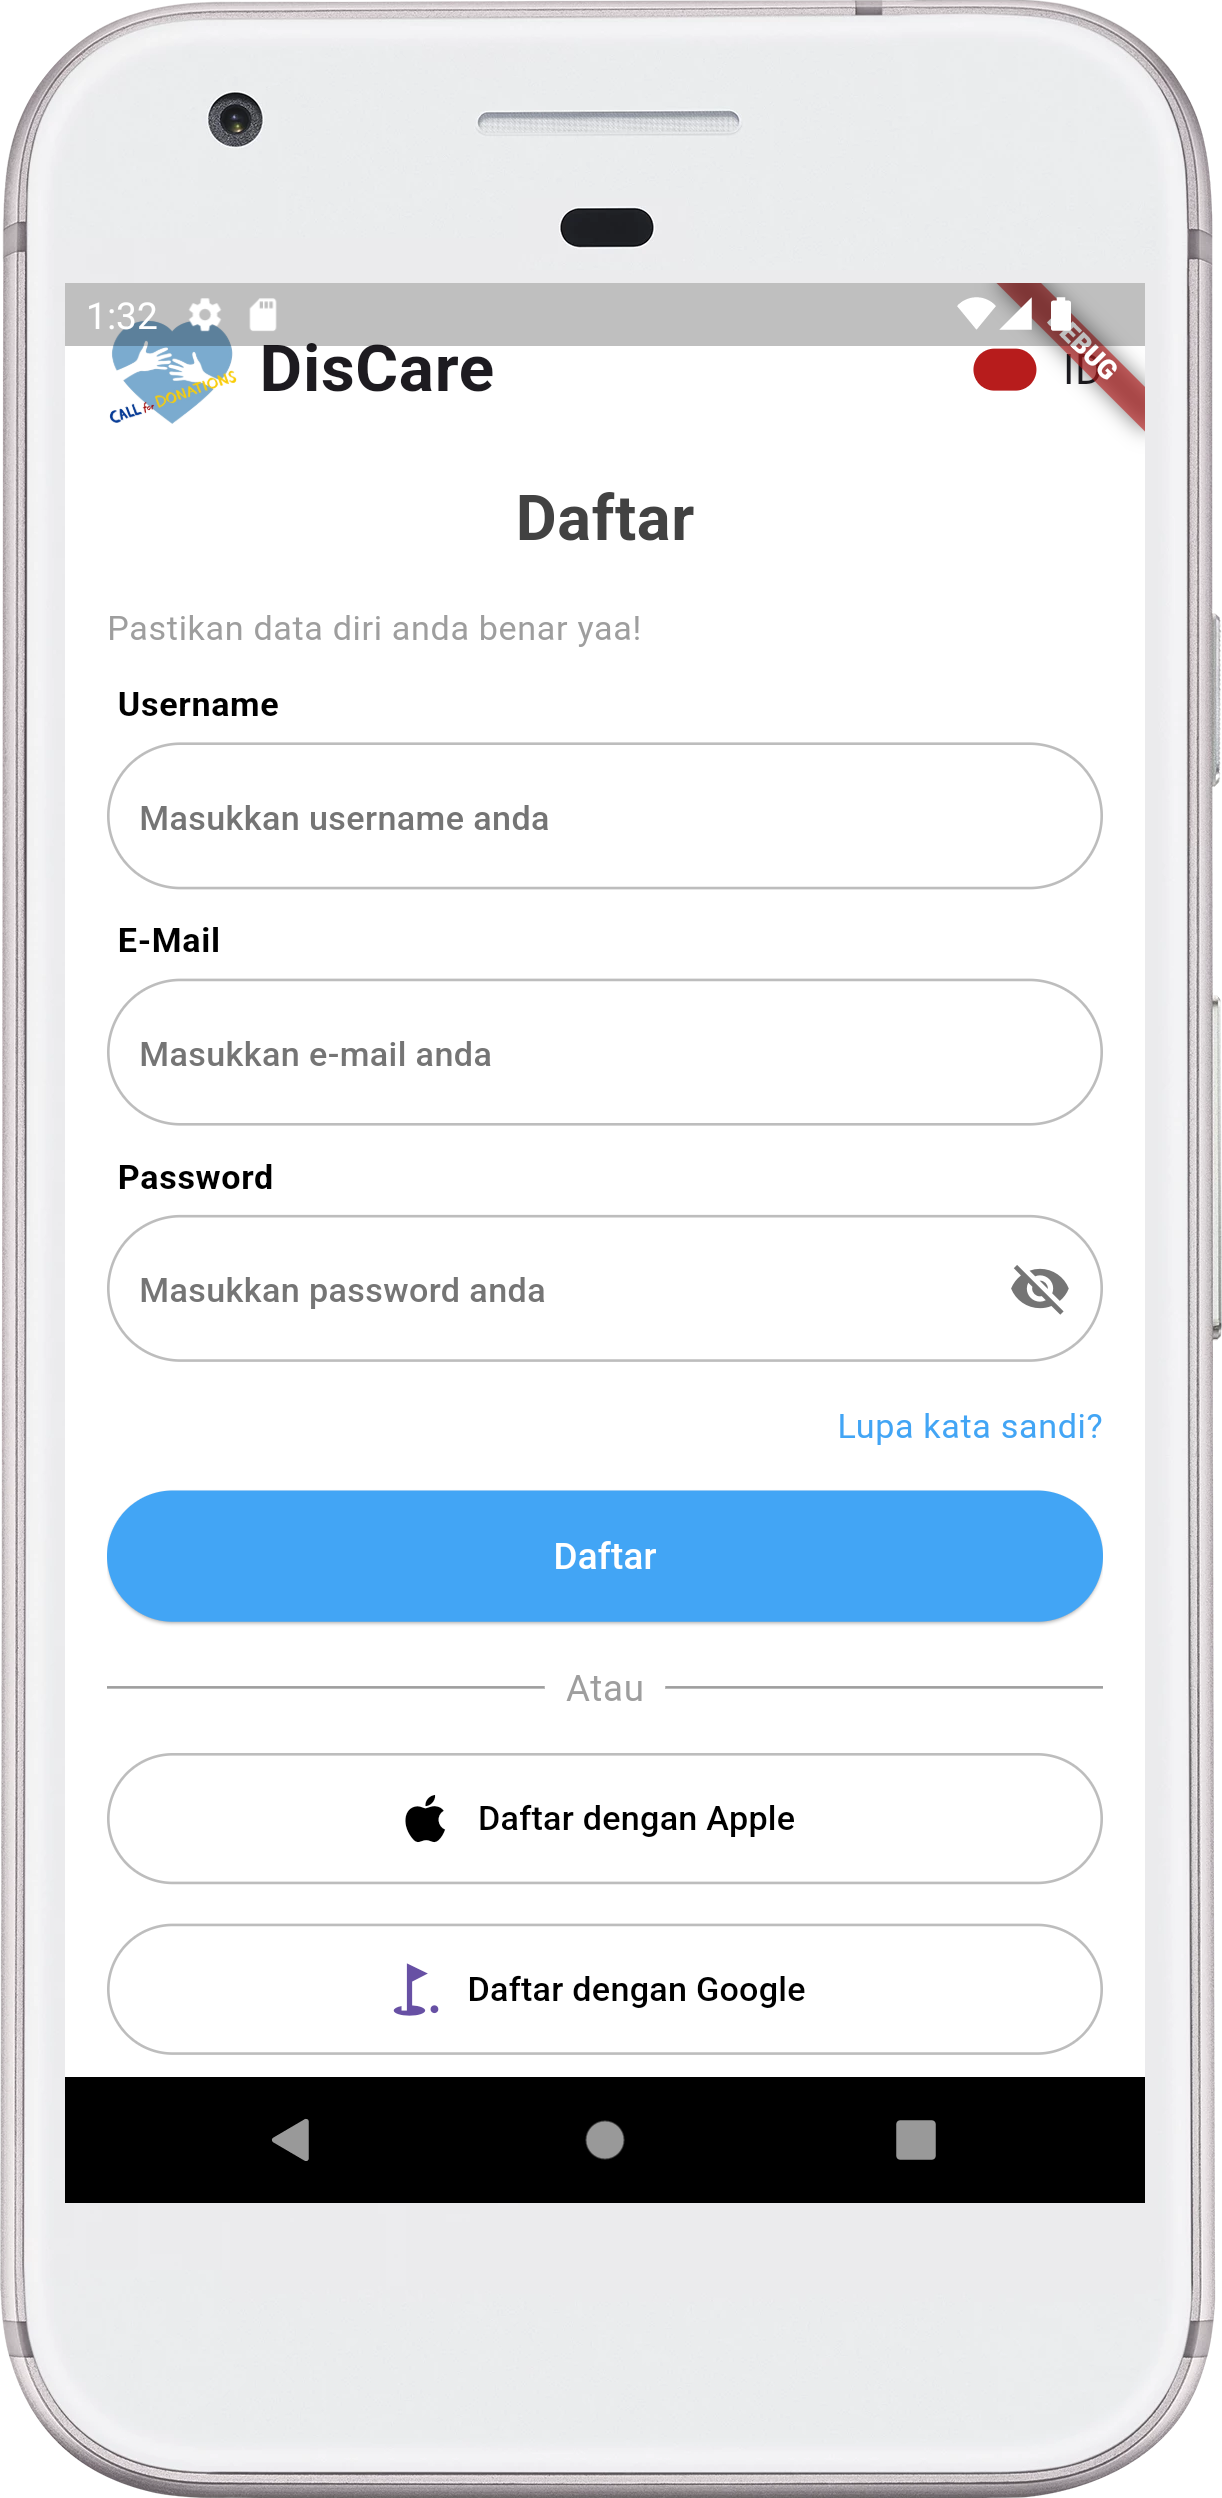 1:32
DisCare
ID
CALL for DONATIONS
Daftar
Pastikan data diri anda benar yaa!
Username
Masukkan username anda
E-Mail
Masukkan e-mail anda
Password
Masukkan password anda
Lupa kata sandi?
Daftar
Atau
Daftar dengan Apple
Daftar dengan Google